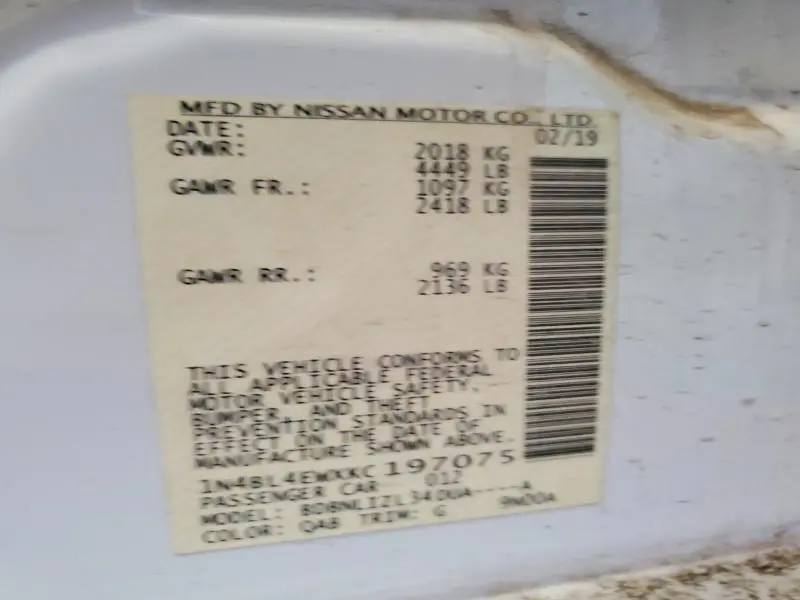 MFD BY NISSAN MOTOR CO., LTD.
DATE: 02/19
GVWR: 2018 KG
4449 LB
GAWR FR.: 1097 KG
2418 LB
GAWR RR.: 969 KG
2136 LB
THIS VEHICLE CONFORMS TO
ALL APPLICABLE FEDERAL
MOTOR VEHICLE SAFETY,
BUMPER, AND THEFT
PREVENTION STANDARDS IN
EFFECT ON THE DATE OF
MANUFACTURE SHOWN ABOVE.
1N4BL4EWXKC197075
PASSENGER CAR 012
MODEL: A
COLOR: QAB TRIM: G